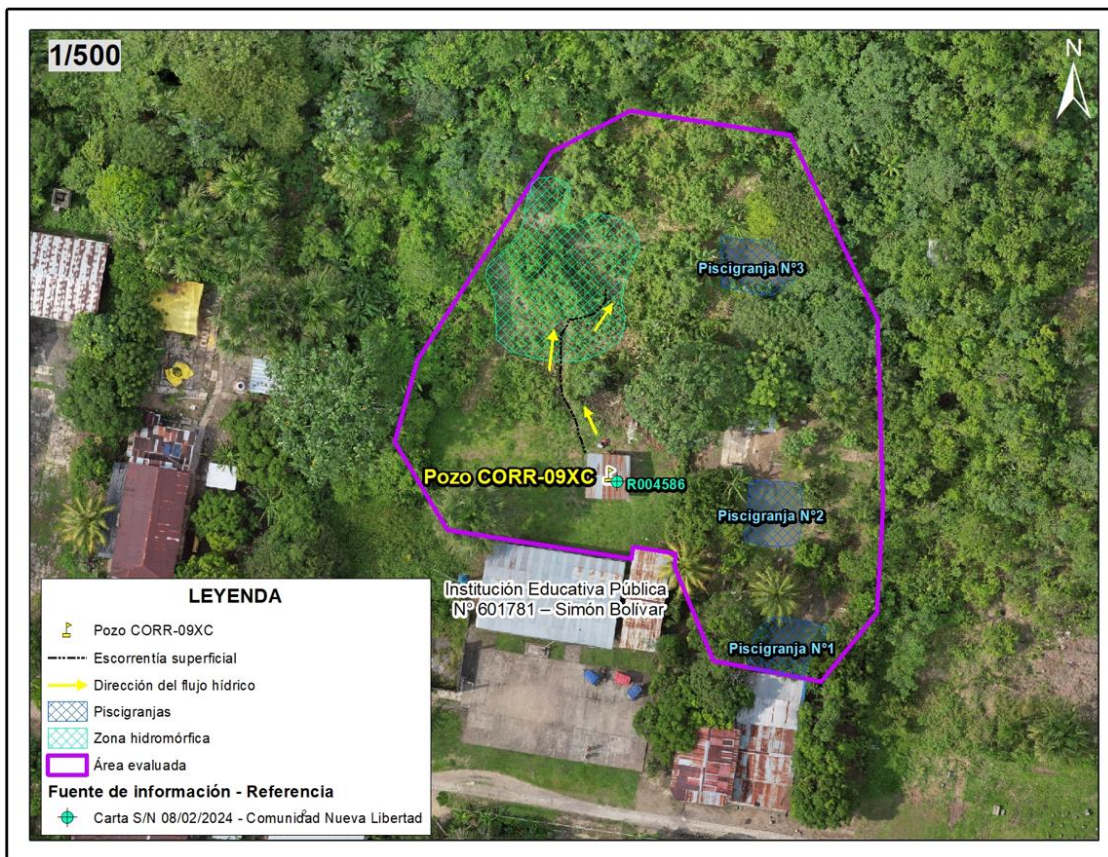 1/500
N
Piscigranja N°3
Pozo CORR-09XC
R004586
Piscigranja N°2
Institución Educativa Pública
N° 601781 – Simón Bolívar
Piscigranja N°1
LEYENDA
Pozo CORR-09XC
Escorrentía superficial
Dirección del flujo hídrico
Piscigranjas
Zona hidromórfica
Área evaluada
Fuente de información - Referencia
Carta S/N 08/02/2024 - Comunidad Nueva Libertad